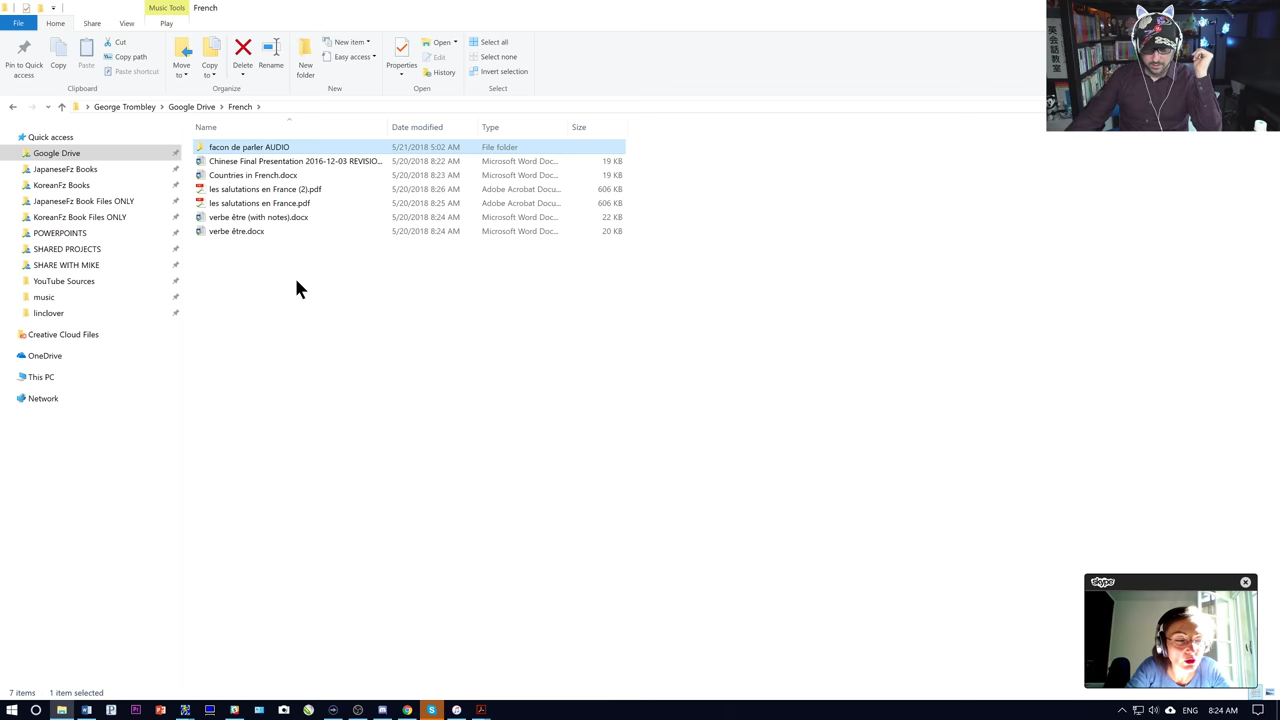 Music Tools
French
File
Home
Share
View
Play
Pin to Quick access
Copy
Paste
Cut
Copy path
Paste shortcut
Clipboard
Move to
Copy to
Delete
Rename
Organize
New folder
New item
Easy access
New
Properties
Open
Edit
History
Open
Select all
Select none
Invert selection
Select
George Trombley > Google Drive > French >
Name
Date modified
Type
Size
Quick access
Google Drive
JapaneseFz Books
KoreanFz Books
JapaneseFz Book Files ONLY
KoreanFz Book Files ONLY
POWERPOINTS
SHARED PROJECTS
SHARE WITH MIKE
YouTube Sources
music
linclover
Creative Cloud Files
OneDrive
This PC
Network
facon de parler AUDIO 5/21/2018 5:02 AM File folder
Chinese Final Presentation 2016-12-03 REVISIO... 5/20/2018 8:22 AM Microsoft Word Doc... 19 KB
Countries in French.docx 5/20/2018 8:23 AM Microsoft Word Doc... 19 KB
les salutations en France (2).pdf 5/20/2018 8:26 AM Adobe Acrobat Docu... 606 KB
les salutations en France.pdf 5/20/2018 8:25 AM Adobe Acrobat Docu... 606 KB
verbe être (with notes).docx 5/20/2018 8:24 AM Microsoft Word Doc... 22 KB
verbe être.docx 5/20/2018 8:24 AM Microsoft Word Doc... 20 KB
英会話教室
skype
7 items 1 item selected
ENG 8:24 AM